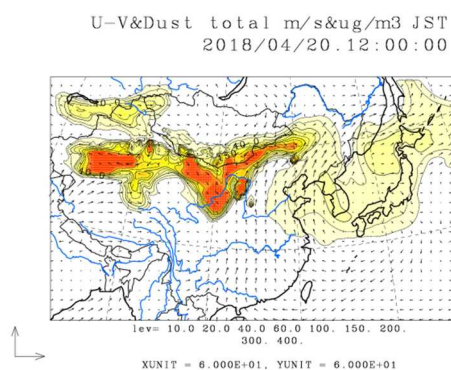 U-V&Dust total m/s&ug/m3 JST
2018/04/20.12:00:00
lev= 10.0 20.0 40.0 60.0 100. 150. 200.
300. 400.
XUNIT = 6.000E+01, YUNIT = 6.000E+01